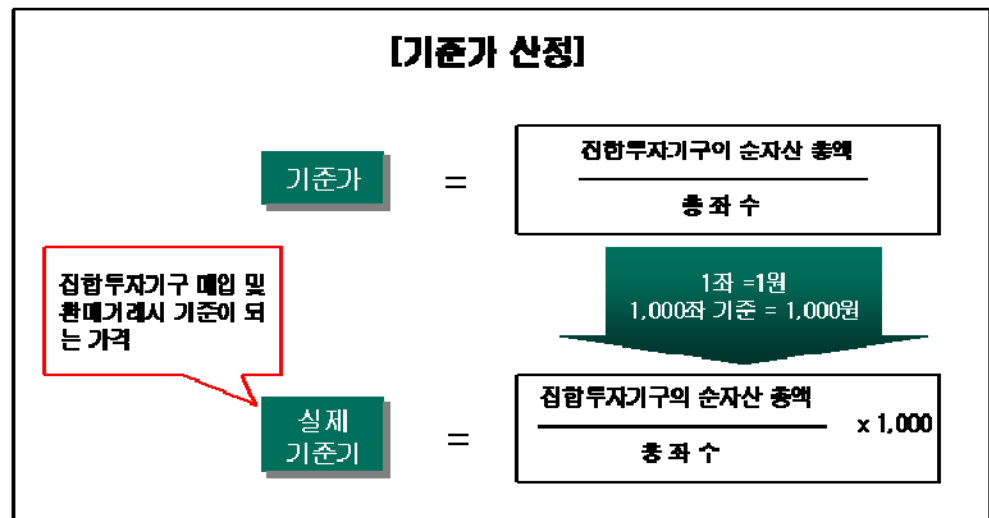 [기준가 산정]
기준가
=
집합투자기구의 순자산 총액
총 좌 수
집합투자기구 매입 및
환매거래시 기준이 되
는 가격
1좌 =1원
1,000좌 기준 = 1,000원
실제
기준기
=
집합투자기구의 순자산 총액
총 좌 수
x 1,000